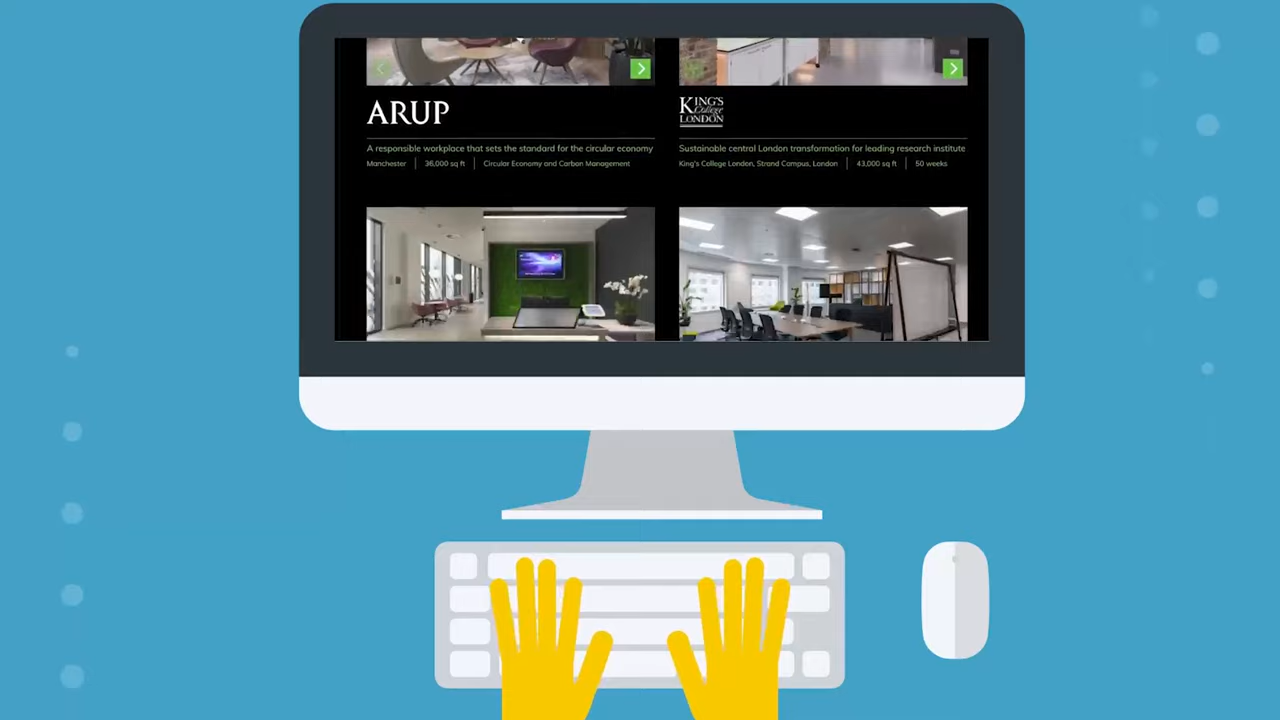 ARUP
A responsible workplace that sets the standard for the circular economy
Manchester 36,000 sq ft Circular Economy and Carbon Management
KING'S
College
LONDON
Sustainable central London transformation for leading research institute
King's College London, Strand Campus, London 43,000 sq ft 50 weeks